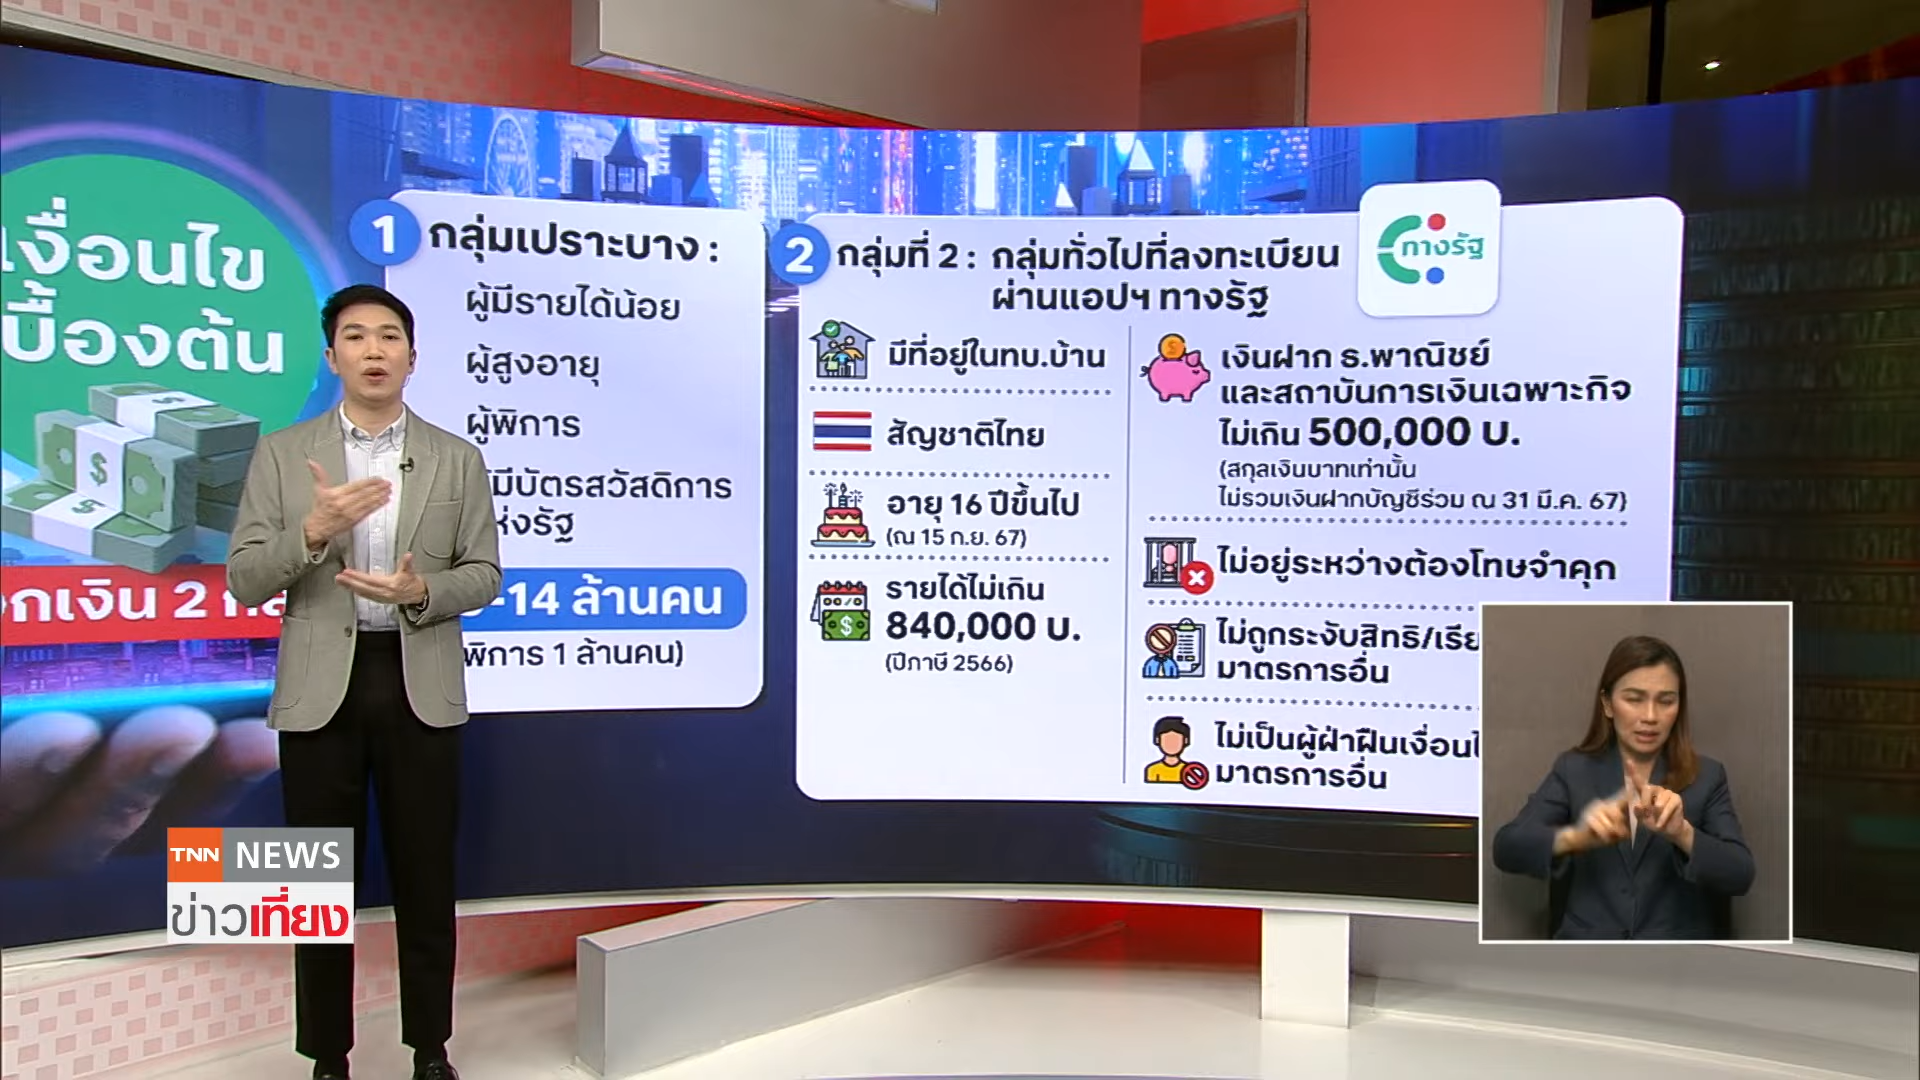 เงื่อนไข
เบื้องต้น
เงิน 2
1
กลุ่มเปราะบาง :
ผู้มีรายได้น้อย
ผู้สูงอายุ
ผู้พิการ
มีบัตรสวัสดิการ
แห่งรัฐ
-14 ล้านคน
พิการ 1 ล้านคน)
2
กลุ่มที่ 2 : กลุ่มทั่วไปที่ลงทะเบียน
ผ่านแอปฯ ทางรัฐ
ทางรัฐ
มีที่อยู่ในทบ.บ้าน
สัญชาติไทย
อายุ 16 ปีขึ้นไป
(ณ 15 ก.ย. 67)
รายได้ไม่เกิน
840,000 บ.
(ปีภาษี 2566)
เงินฝาก ธ.พาณิชย์
และสถาบันการเงินเฉพาะกิจ
ไม่เกิน 500,000 บ.
(สกุลเงินบาทเท่านั้น
ไม่รวมเงินฝากบัญชีร่วม ณ 31 มี.ค. 67)
ไม่อยู่ระหว่างต้องโทษจำคุก
ไม่ถูกระงับสิทธิ/เรีย
มาตรการอื่น
ไม่เป็นผู้ฝ่าฝืนเงื่อนไ
มาตรการอื่น
TNN NEWS
ข่าวเที่ยง